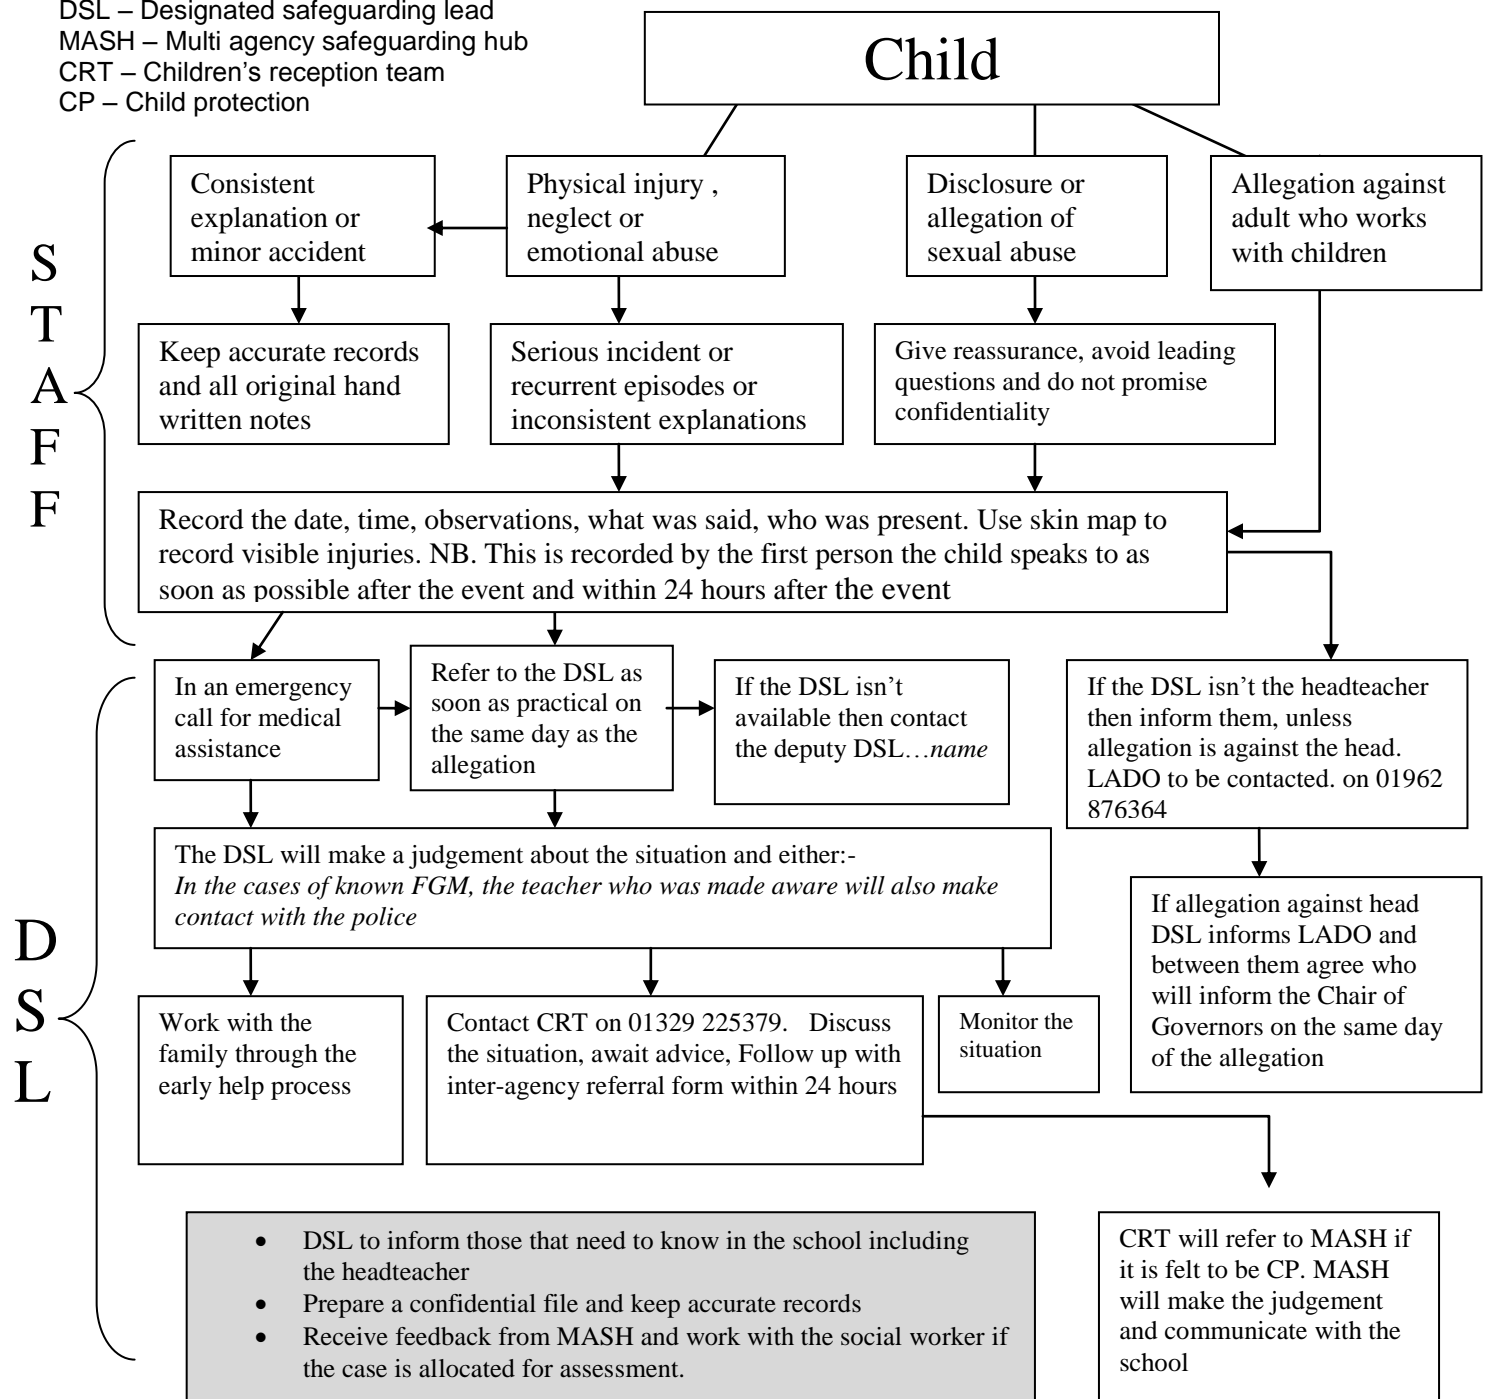 DSL – Designated safeguarding lead
MASH – Multi agency safeguarding hub
CRT – Children's reception team
CP – Child protection
Child
S
T
A
F
F
Consistent
explanation or
minor accident
Physical injury ,
neglect or
emotional abuse
Disclosure or
allegation of
sexual abuse
Allegation against
adult who works
with children
Keep accurate records
and all original hand
written notes
Serious incident or
recurrent episodes or
inconsistent explanations
Give reassurance, avoid leading
questions and do not promise
confidentiality
Record the date, time, observations, what was said, who was present. Use skin map to
record visible injuries. NB. This is recorded by the first person the child speaks to as
soon as possible after the event and within 24 hours after the event
D
S
L
In an emergency
call for medical
assistance
Refer to the DSL as
soon as practical on
the same day as the
allegation
If the DSL isn't
available then contact
the deputy DSL…name
If the DSL isn't the headteacher
then inform them, unless
allegation is against the head.
LADO to be contacted. on 01962
876364
The DSL will make a judgement about the situation and either:-
In the cases of known FGM, the teacher who was made aware will also make
contact with the police
If allegation against head
DSL informs LADO and
between them agree who
will inform the Chair of
Governors on the same day
of the allegation
Work with the
family through the
early help process
Contact CRT on 01329 225379. Discuss
the situation, await advice, Follow up with
inter-agency referral form within 24 hours
Monitor the
situation
• DSL to inform those that need to know in the school including
the headteacher
• Prepare a confidential file and keep accurate records
• Receive feedback from MASH and work with the social worker if
the case is allocated for assessment.
CRT will refer to MASH if
it is felt to be CP. MASH
will make the judgement
and communicate with the
school